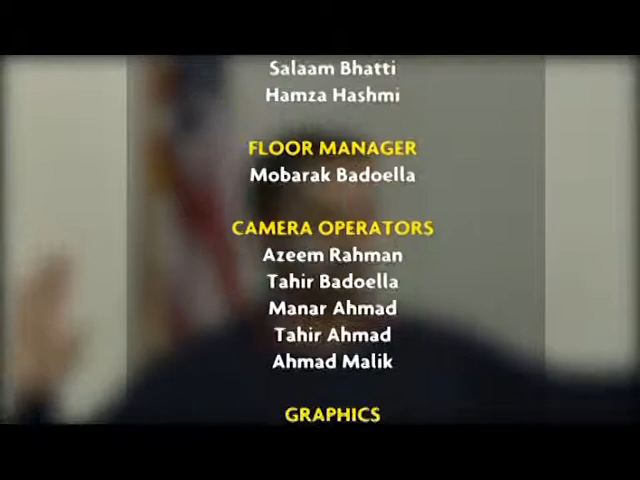 Salaam Bhatti
Hamza Hashmi
FLOOR MANAGER
Mobarak Badoella
CAMERA OPERATORS
Azeem Rahman
Tahir Badoella
Manar Ahmad
Tahir Ahmad
Ahmad Malik
GRAPHICS